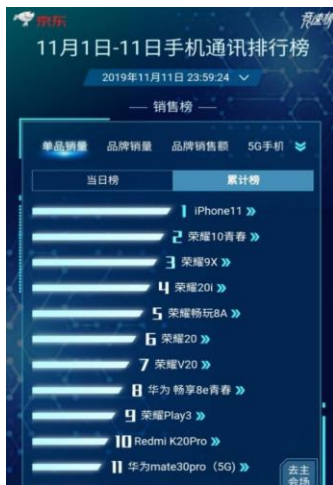 京东
11月1日-11日手机通讯排行榜
2019年11月11日 23:59:24
销售榜
单品销量 品牌销量 品牌销售额 5G手机
当日榜 累计榜
1 iPhone11
2 荣耀10青春
3 荣耀9X
4 荣耀20i
5 荣耀畅玩8A
6 荣耀20
7 荣耀V20
8 华为 畅享8e青春
9 荣耀Play3
10 Redmi K20Pro
11 华为mate30pro（5G）
去主
会场